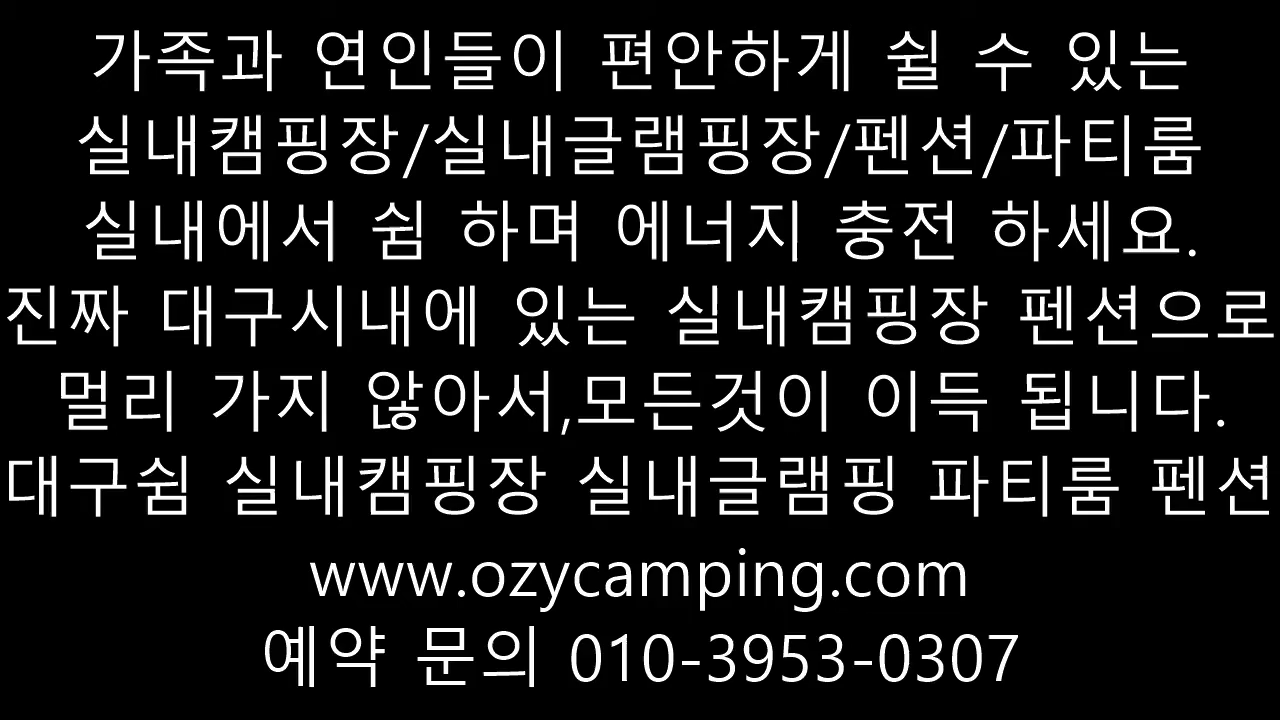 가족과 연인들이 편안하게 쉴 수 있는
실내캠핑장/실내글램핑장/펜션/파티룸
실내에서 쉼 하며 에너지 충전 하세요.
진짜 대구시내에 있는 실내캠핑장 펜션으로
멀리 가지 않아서,모든것이 이득 됩니다.
대구쉼 실내캠핑장 실내글램핑 파티룸 펜션
www.ozycamping.com
예약 문의 010-3953-0307